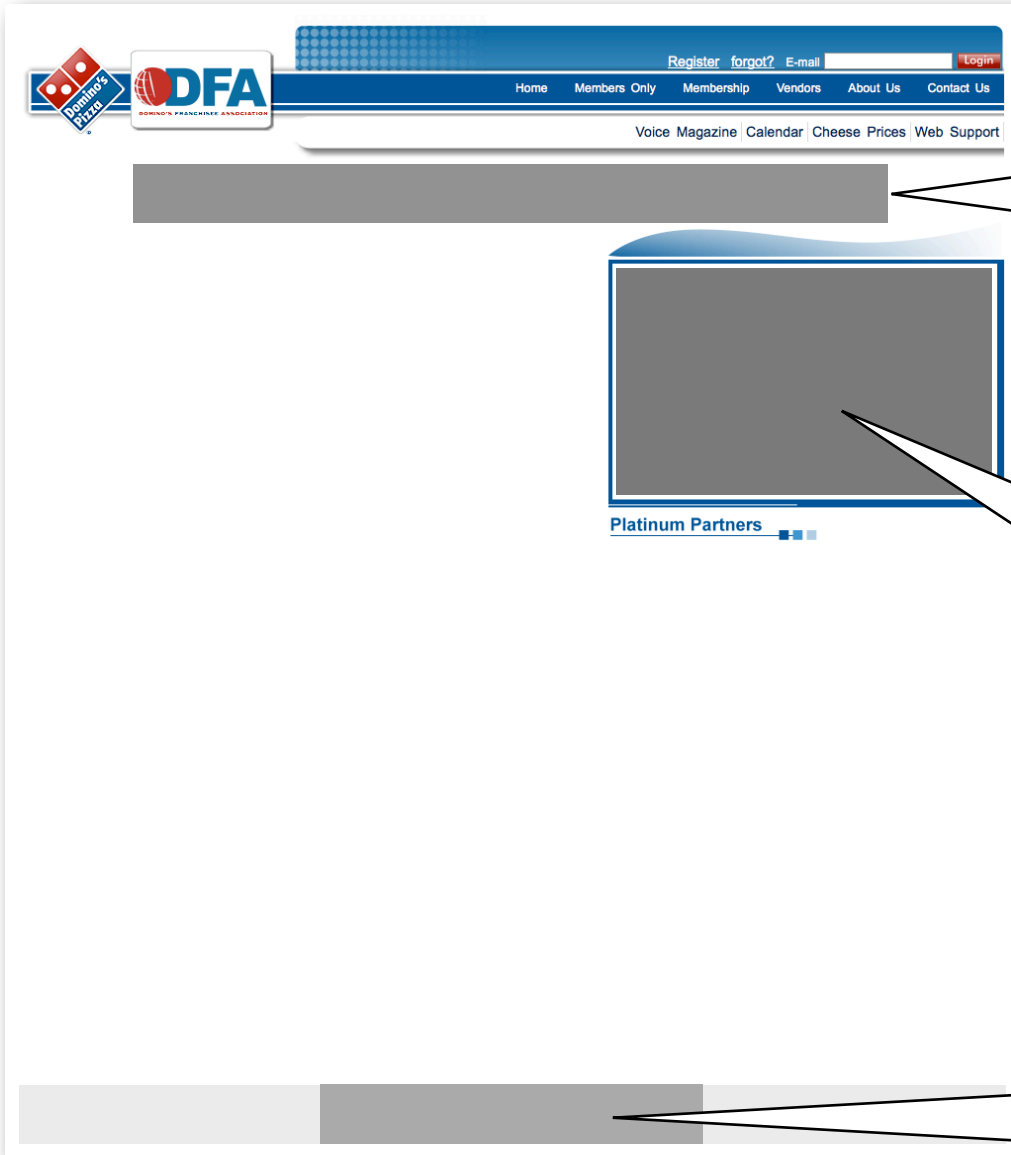 Register forgot? E-mail Login
Domino's Pizza
DFA
DOMINO'S FRANCHISEE ASSOCIATION
Home Members Only Membership Vendors About Us Contact Us
Voice Magazine Calendar Cheese Prices Web Support
Platinum Partners